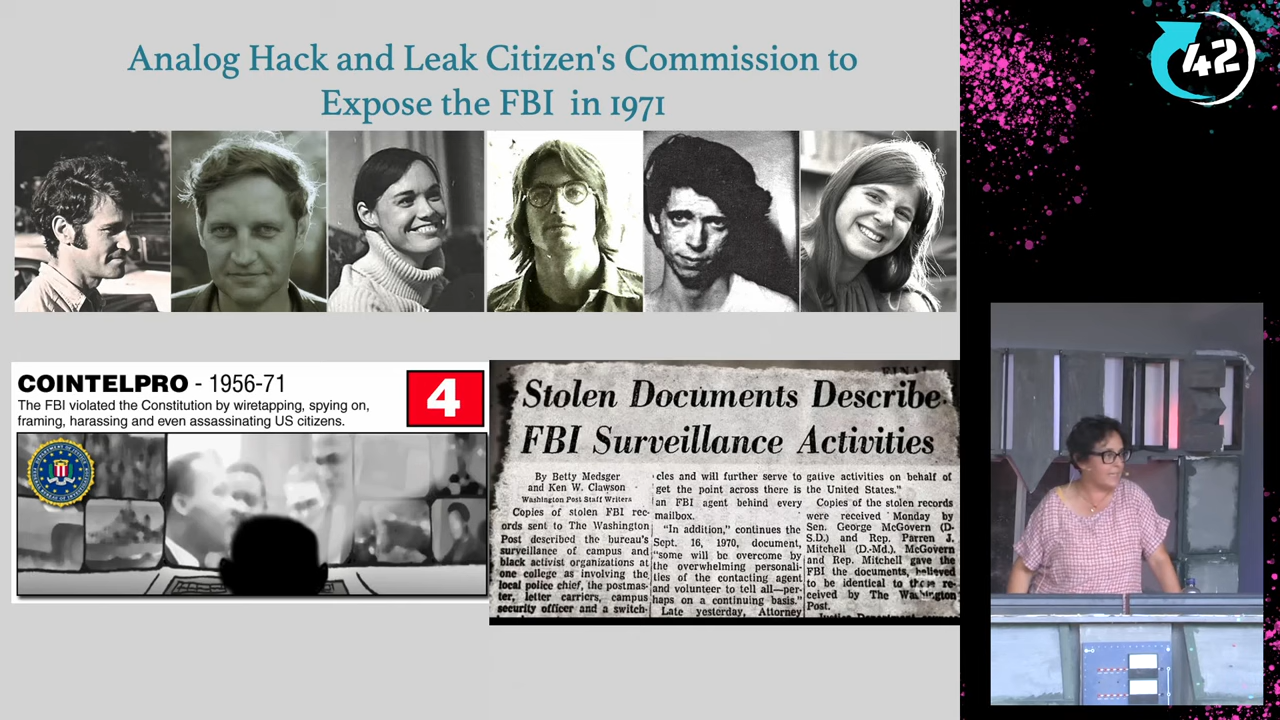 Analog Hack and Leak Citizen's Commission to
Expose the FBI in 1971
42
COINTELPRO - 1956-71
The FBI violated the Constitution by wiretapping, spying on,
framing, harassing and even assassinating US citizens.
4
FINAL
Stolen Documents Describe
FBI Surveillance Activities
By Betty Medsger
and Ken W. Clawson
Washington Post Staff Writers
Copies of stolen FBI rec-
ords sent to The Washington
Post described the bureau's
surveillance of campus and
black activist organizations at
one college as involving the
local police chief, the postmas-
ter, letter carriers, campus
security officer and a switch-
cles and will further serve to
get the point across there is
an FBI agent behind every
mailbox.
"In addition," continues the
Sept. 16, 1970, document,
"some will be overcome by
the overwhelming personali-
ties of the contacting agent
and volunteer to tell all—per-
haps on a continuing basis."
Late yesterday, Attorney
gative activities on behalf of
the United States."
Copies of the stolen records
were received Monday by
Sen. George McGovern (D-
S.D.) and Rep. Parren J.
Mitchell (D.-Md.). McGovern
and Rep. Mitchell gave the
FBI the documents, believed
to be identical to those re-
ceived by The Washington
Post.